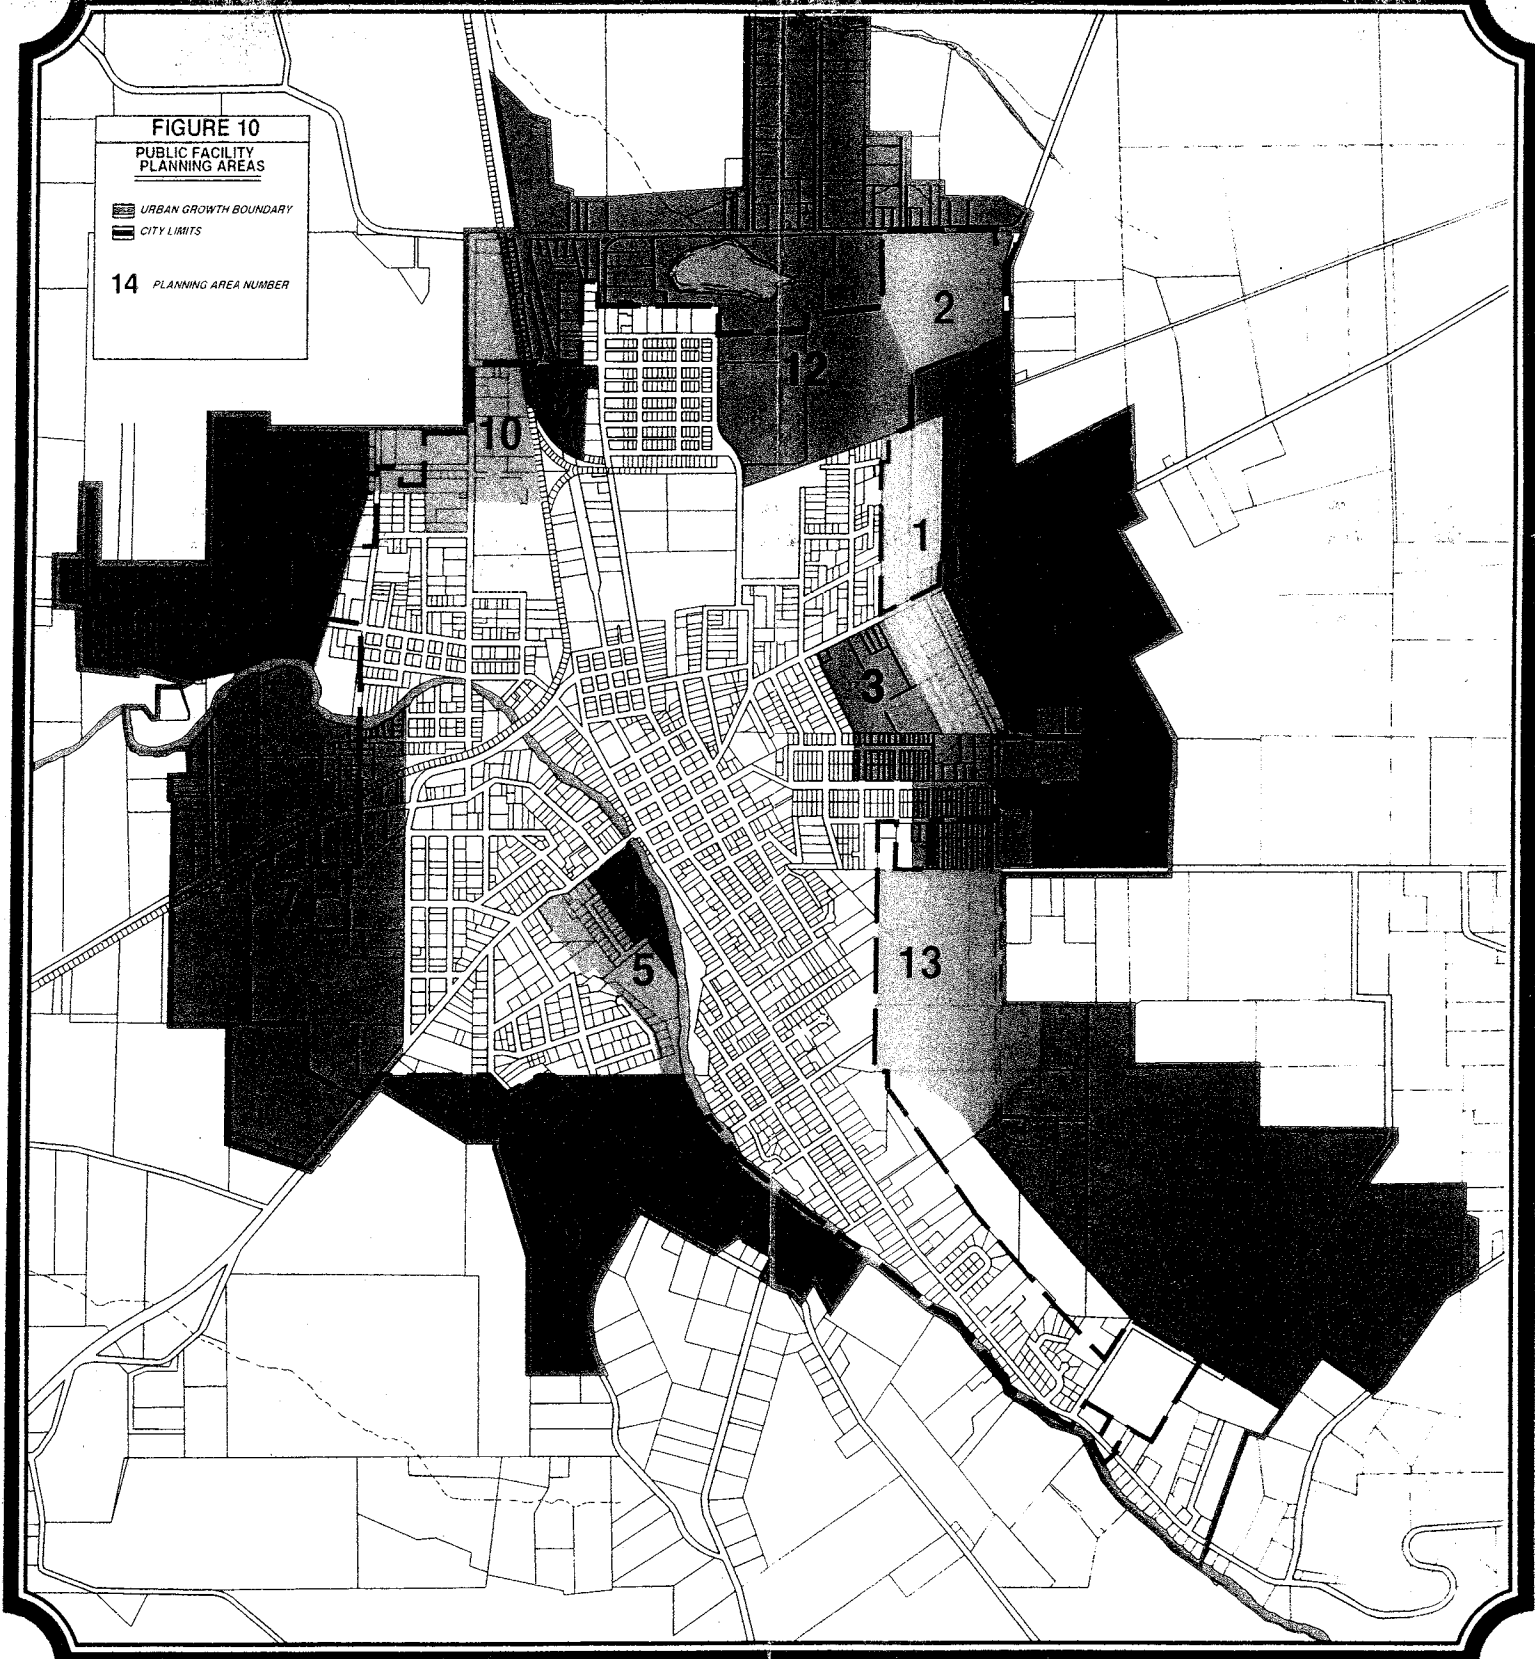 FIGURE 10
PUBLIC FACILITY
PLANNING AREAS
URBAN GROWTH BOUNDARY
CITY LIMITS
14 PLANNING AREA NUMBER
2
12
10
1
3
5
13